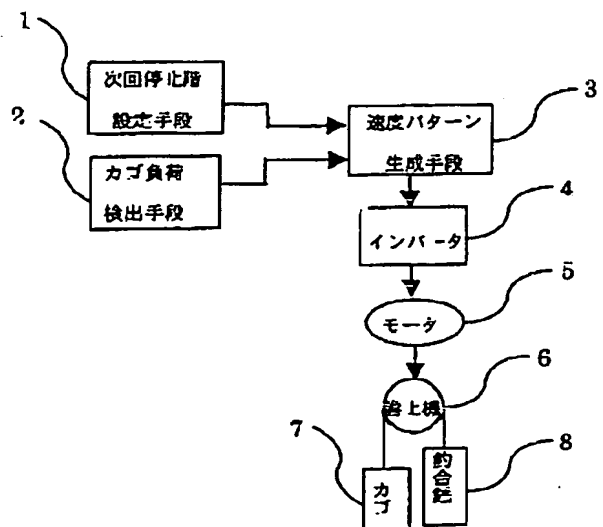 1
次回停止階
設定手段
2
カゴ負荷
検出手段
3
速度パターン
生成手段
4
インバータ
5
モータ
6
巻上機
7
カゴ
8
釣合錘